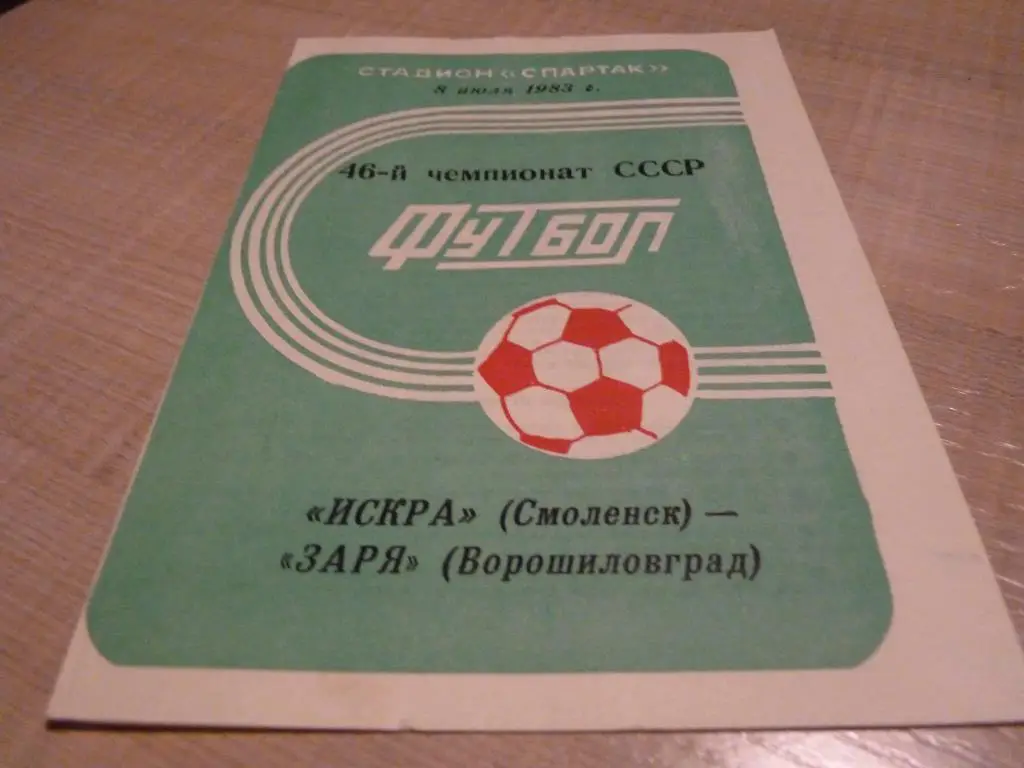 СТАДИОН «СПАРТАК»
8 июля 1983 г.
46-й чемпионат СССР
ФУТБОЛ
«ИСКРА» (Смоленск) —
«ЗАРЯ» (Ворошиловград)